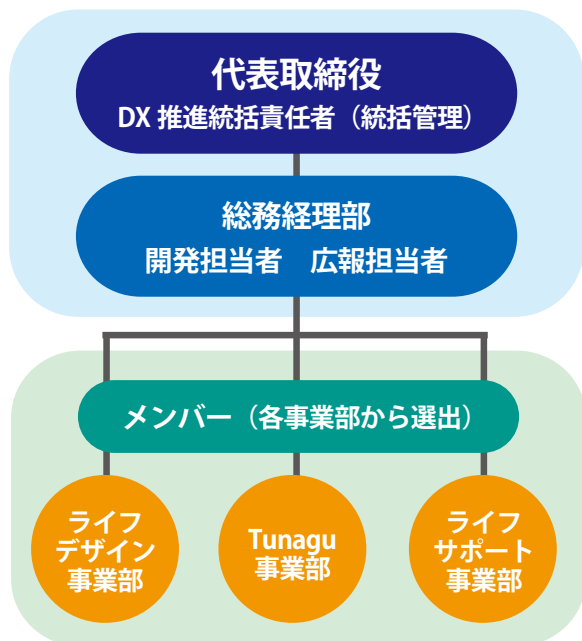 代表取締役
DX 推進統括責任者（統括管理）
総務経理部
開発担当者　広報担当者
メンバー（各事業部から選出）
ライフ
デザイン
事業部
Tunagu
事業部
ライフ
サポート
事業部